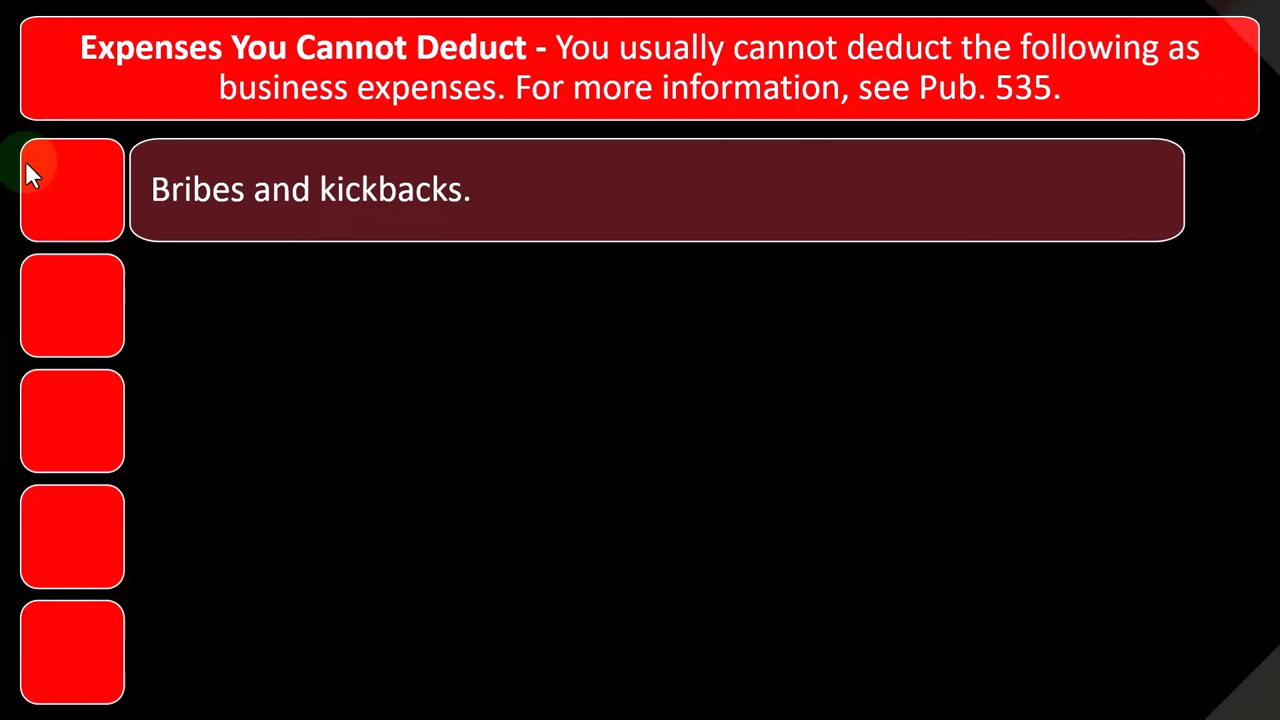 Expenses You Cannot Deduct - You usually cannot deduct the following as
business expenses. For more information, see Pub. 535.
Bribes and kickbacks.